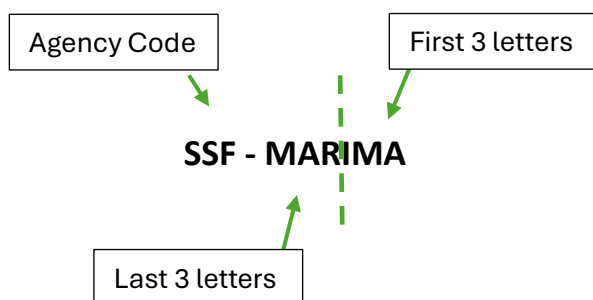 Agency Code
First 3 letters
SSF - MARIMA
Last 3 letters